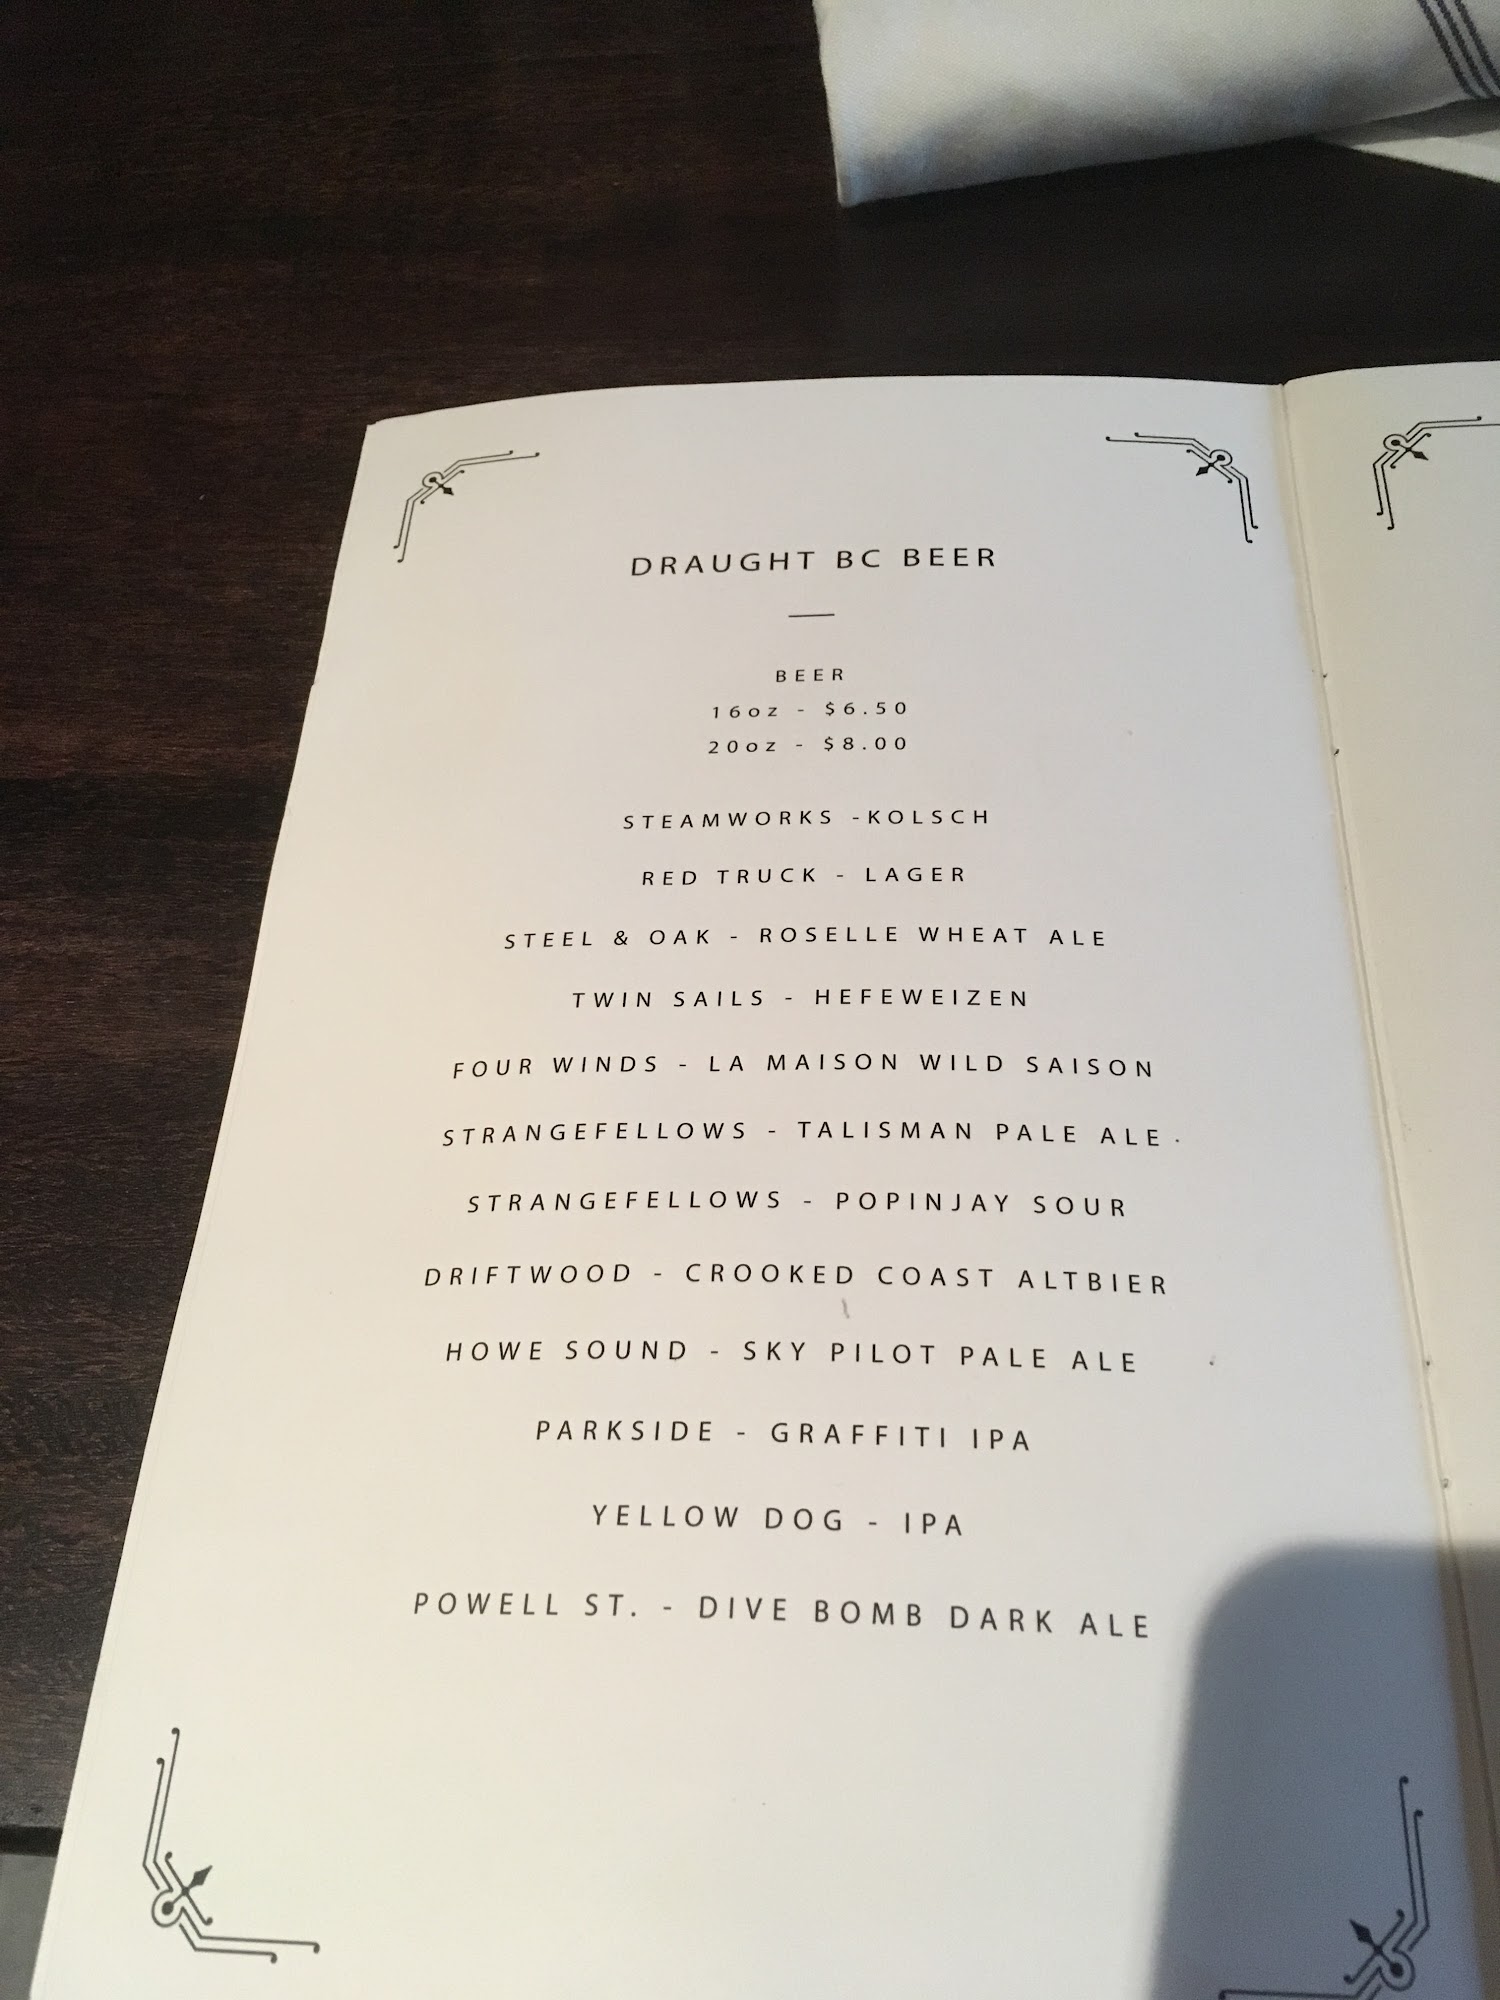 DRAUGHT BC BEER
BEER
16oz - $6.50
20oz - $8.00
STEAMWORKS -KOLSCH
RED TRUCK - LAGER
STEEL & OAK - ROSELLE WHEAT ALE
TWIN SAILS - HEFEWEIZEN
FOUR WINDS - LA MAISON WILD SAISON
STRANGEFELLOWS - TALISMAN PALE ALE
STRANGEFELLOWS - POPINJAY SOUR
DRIFTWOOD - CROOKED COAST ALTBIER
HOWE SOUND - SKY PILOT PALE ALE
PARKSIDE - GRAFFITI IPA
YELLOW DOG - IPA
POWELL ST. - DIVE BOMB DARK ALE